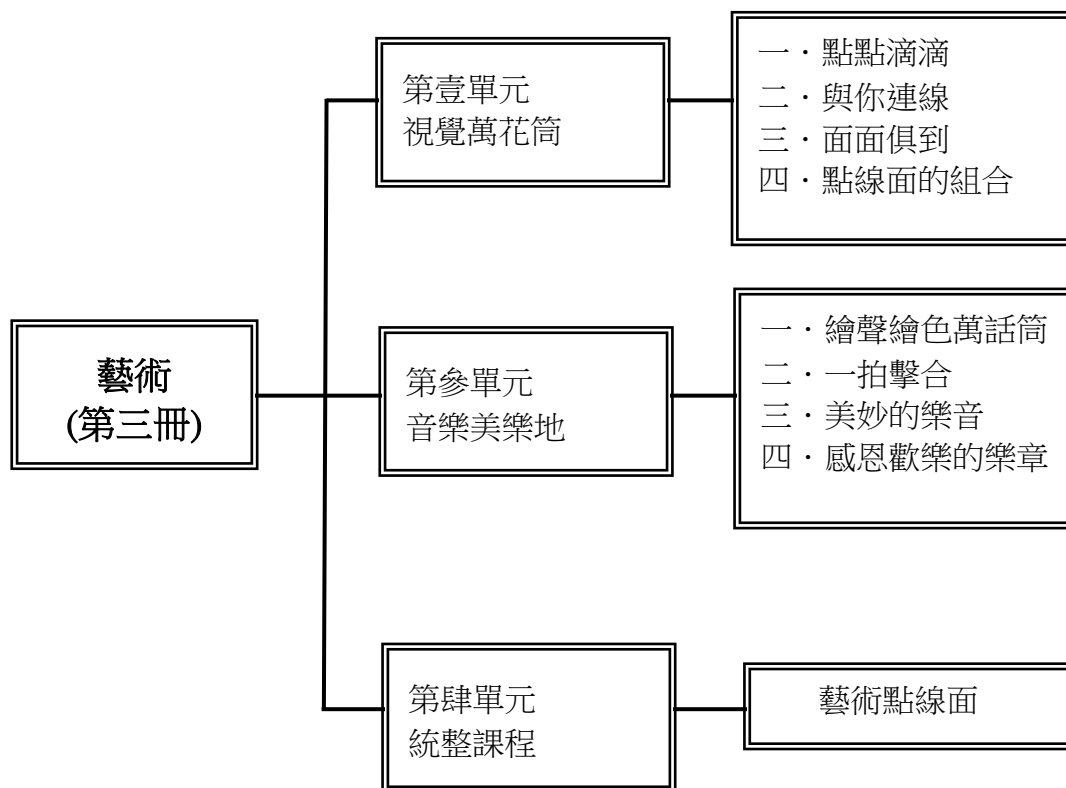 藝術
(第三冊)
第壹單元
視覺萬花筒
一．點點滴滴
二．與你連線
三．面面俱到
四．點線面的組合
第參單元
音樂美樂地
一．繪聲繪色萬話筒
二．一拍擊合
三．美妙的樂音
四．感恩歡樂的樂章
第肆單元
統整課程
藝術點線面